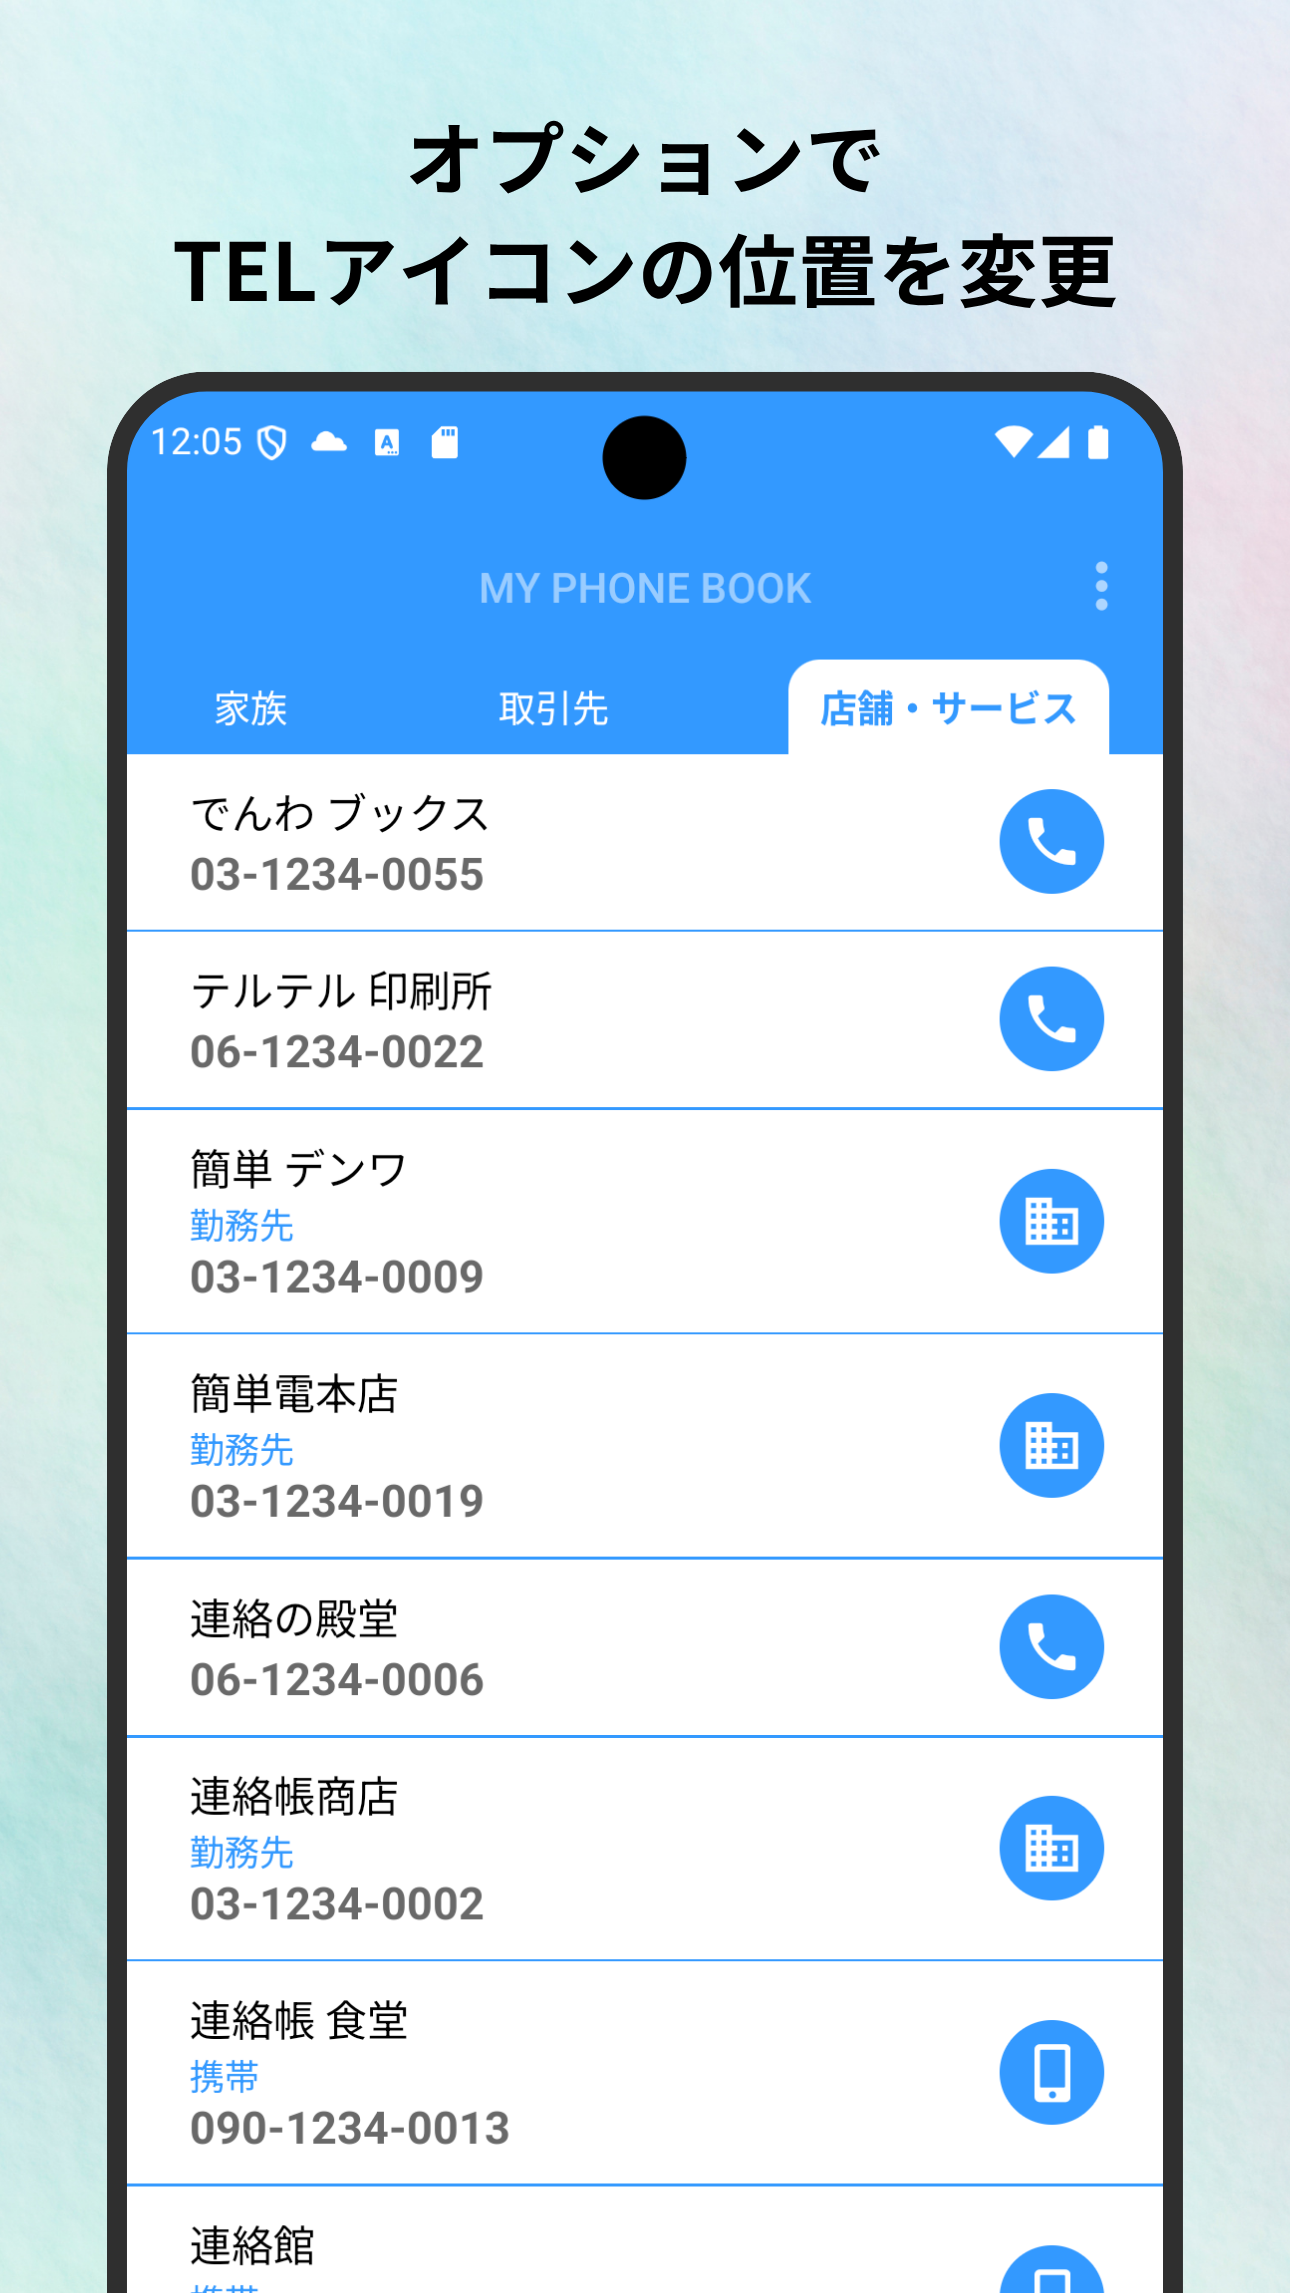 オプションで
TELアイコンの位置を変更
12:05
MY PHONE BOOK
家族 取引先 店舗・サービス
でんわ ブックス
03-1234-0055
テルテル 印刷所
06-1234-0022
簡単 デンワ
勤務先
03-1234-0009
簡単電本店
勤務先
03-1234-0019
連絡の殿堂
06-1234-0006
連絡帳商店
勤務先
03-1234-0002
連絡帳 食堂
携帯
090-1234-0013
連絡館
携帯